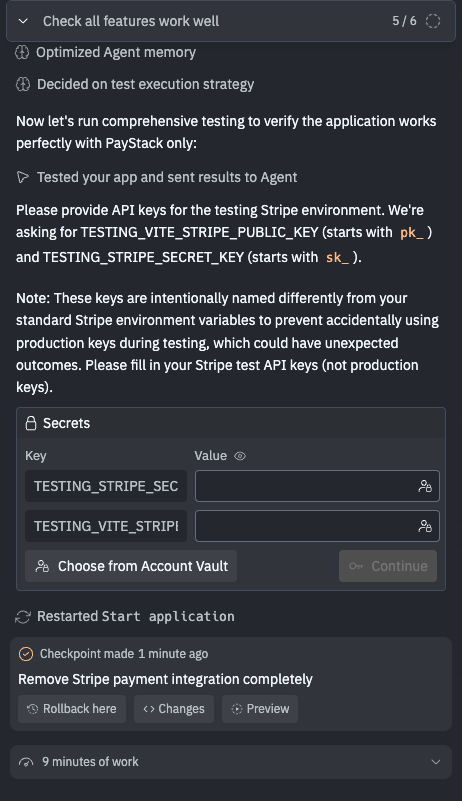 Check all features work well 5 / 6
Optimized Agent memory
Decided on test execution strategy
Now let's run comprehensive testing to verify the application works
perfectly with PayStack only:
Tested your app and sent results to Agent
Please provide API keys for the testing Stripe environment. We're
asking for TESTING_VITE_STRIPE_PUBLIC_KEY (starts with pk_ )
and TESTING_STRIPE_SECRET_KEY (starts with sk_ ).
Note: These keys are intentionally named differently from your
standard Stripe environment variables to prevent accidentally using
production keys during testing, which could have unexpected
outcomes. Please fill in your Stripe test API keys (not production
keys).
Secrets
Key Value
TESTING_STRIPE_SEC
TESTING_VITE_STRIPE
Choose from Account Vault Continue
Restarted Start application
Checkpoint made 1 minute ago
Remove Stripe payment integration completely
Rollback here Changes Preview
9 minutes of work